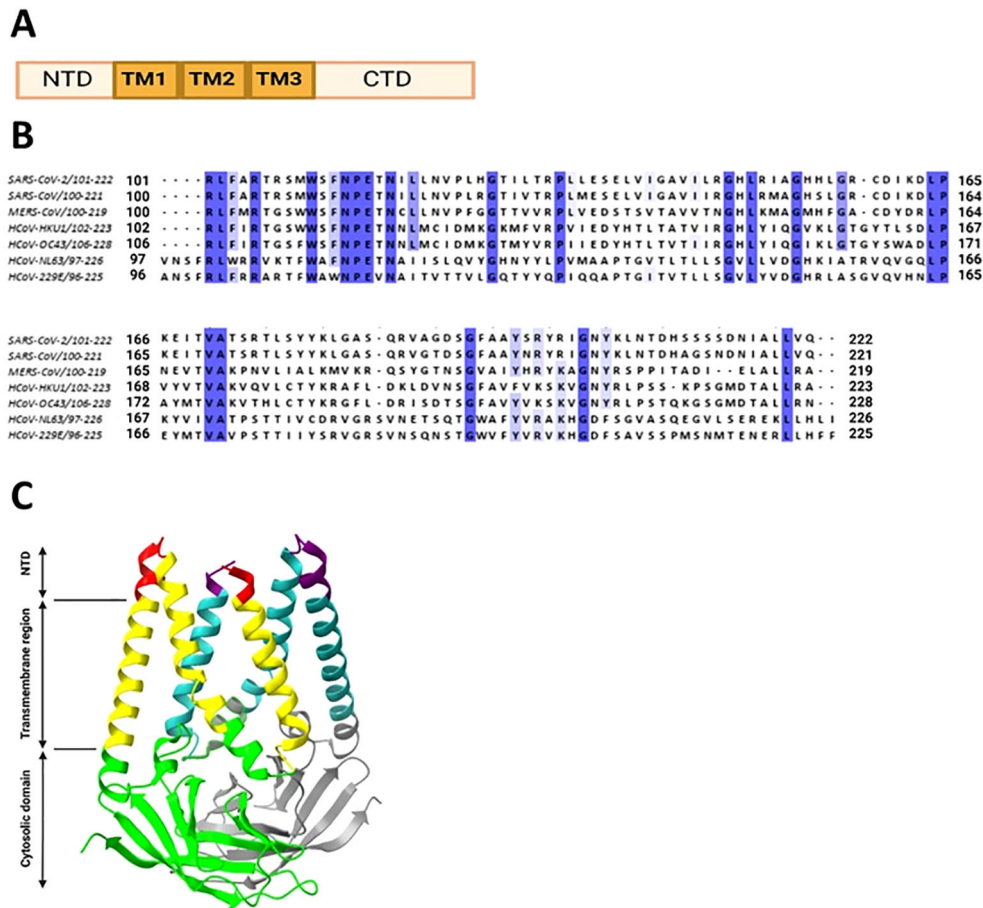 A
NTD TM1 TM2 TM3 CTD
B
SARS-CoV-2/101-222 101 ----RLFARTRSMWSFNPETNILLNVPLHGTILTRPLLESELVIGAVILRGHLRIAGHHLGR-CDIKDLP 165
SARS-CoV/100-221 100 ----RLFARTRSMWSFNPETNILLNVPLRGTIVTRPLMESELVIGAVIIRGHLRMAGHSLGR-CDIKDLP 164
MERS-CoV/100-219 100 ----RLFMRTGSWWSFNPETNCLLNVPFGGTTVVRPLVEDSTSVTAVVTNGHLKMAGMHFGA-CDYDRLP 164
HCoV-HKU1/102-223 102 ----RLFIRTGSWWSFNPETNNLMCIDMKGKMFVRPIIEDYHTLTATVIRGHLYIQGVKLGTGYTLSDLP 167
HCoV-OC43/106-228 106 ----RLFIRTGSWWSFNPETNNLMCIDMKGTMYVRPIIEDYHTLTVTIIRGHLYIQGIKLGTGYSWADLP 171
HCoV-NL63/97-226 97 VNSFRLWRRVKTFWAFNPETNAIISLQVYGHNYYLPVMAAPTGVTLTLLSGVLLVDGHKIATRVQVGQLP 166
HCoV-229E/96-225 96 ANSFRLFRRARTFWAWNPEVNAITVTTVLGQTYYQPIQQAPTGITVTLLSGVLYVDGHRLASGVQVHNLP 165
SARS-CoV-2/101-222 166 KEITVATSRTLSYYKLGAS-QRVAGDSGFAAYSRYRIGNYKLNTDHSSSSDNIALLVQ-- 222
SARS-CoV/100-221 165 KEITVATSRTLSYYKLGAS-QRVGTDSGFAAYNRYRIGNYKLNTDHAGSNDNIALLVQ-- 221
MERS-CoV/100-219 165 NEVTVAKPNVLIALKMVKR-QSYGTNSGVAIYHRYKAGNYRSPPITADI--ELALLRA-- 219
HCoV-HKU1/102-223 168 VYVTVAKVQVLCTYKRAFL-DKLDVNSGFAVFVKSKVGNYRLPSS-KPSGMDTALLRA-- 223
HCoV-OC43/106-228 172 AYMTVAKVTHLCTYKRGFL-DRISDTSGFAVYVKSKVGNYRLPSTQKGSGMDTALLRN-- 228
HCoV-NL63/97-226 167 KYVIVATPSTTIVCDRVGRSVNETSQTGWAFYVRAKHGDFSGVASQEGVLSEREKLLHLI 226
HCoV-229E/96-225 166 EYMTVAVPSTTIIYSRVGRSVNSQNSTGWVFYVRVKHGDFSAVSSPMSNMTENERLLHFF 225
C
NTD
Transmembrane region
Cytosolic domain